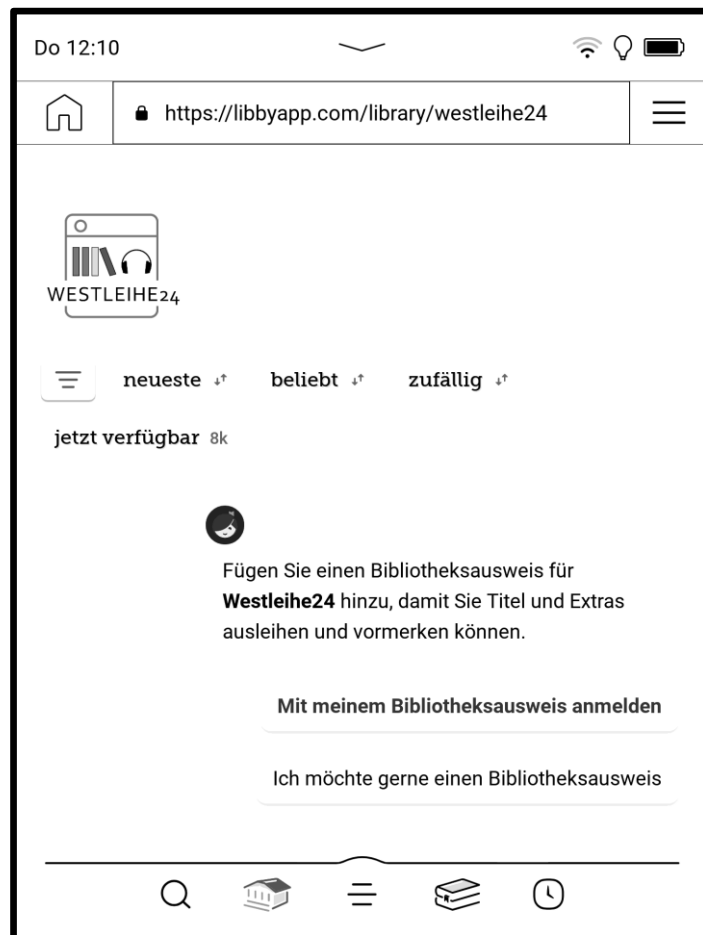 Do 12:10
https://libbyapp.com/library/westleihe24
WESTLEIHE24
neueste beliebt zufällig
jetzt verfügbar 8k
Fügen Sie einen Bibliotheksausweis für
Westleihe24 hinzu, damit Sie Titel und Extras
ausleihen und vormerken können.
Mit meinem Bibliotheksausweis anmelden
Ich möchte gerne einen Bibliotheksausweis